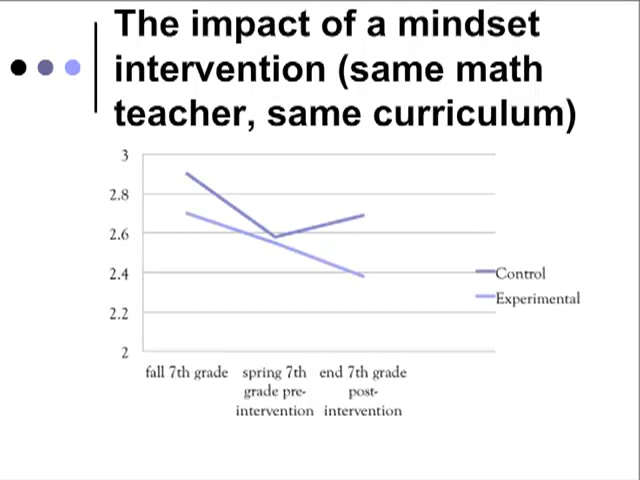 The impact of a mindset
intervention (same math
teacher, same curriculum)
3
2.8
2.6
2.4
2.2
2
Control
Experimental
fall 7th grade
spring 7th
grade pre-
intervention
end 7th grade
post-
intervention